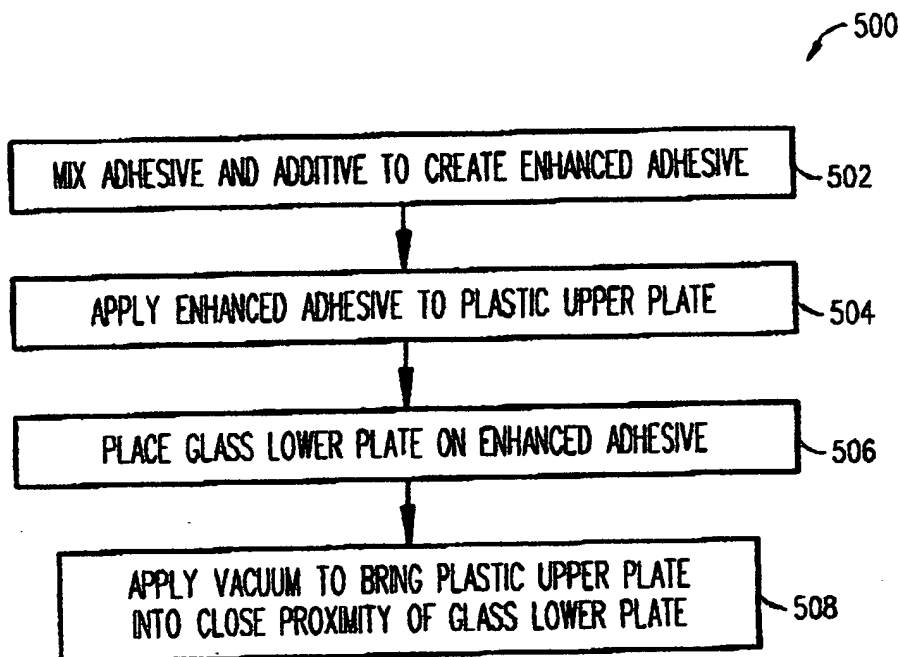 500
MIX ADHESIVE AND ADDITIVE TO CREATE ENHANCED ADHESIVE
502
APPLY ENHANCED ADHESIVE TO PLASTIC UPPER PLATE
504
PLACE GLASS LOWER PLATE ON ENHANCED ADHESIVE
506
APPLY VACUUM TO BRING PLASTIC UPPER PLATE
INTO CLOSE PROXIMITY OF GLASS LOWER PLATE
508